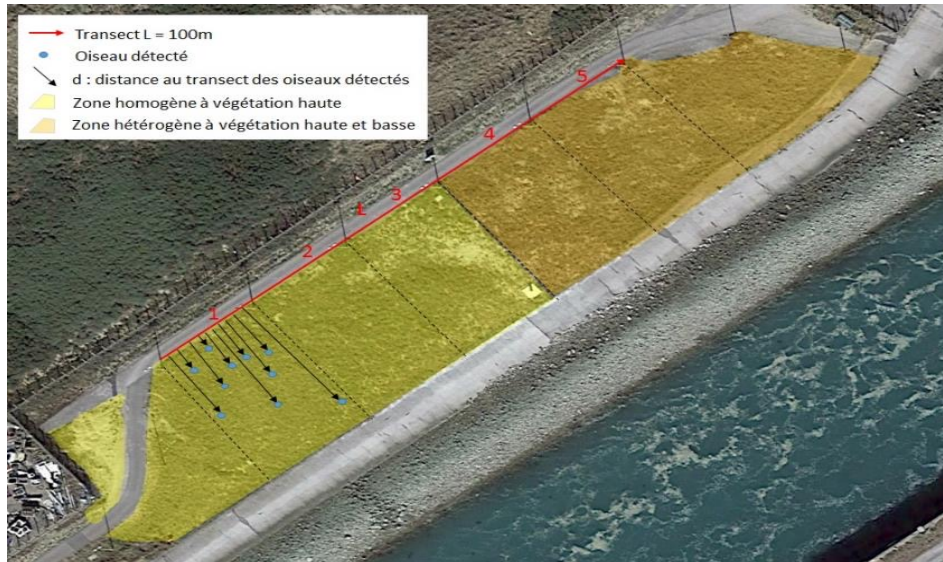 Transect L = 100m
Oiseau détecté
d : distance au transect des oiseaux détectés
Zone homogène à végétation haute
Zone hétérogène à végétation haute et basse
5
4
3
L
2
1